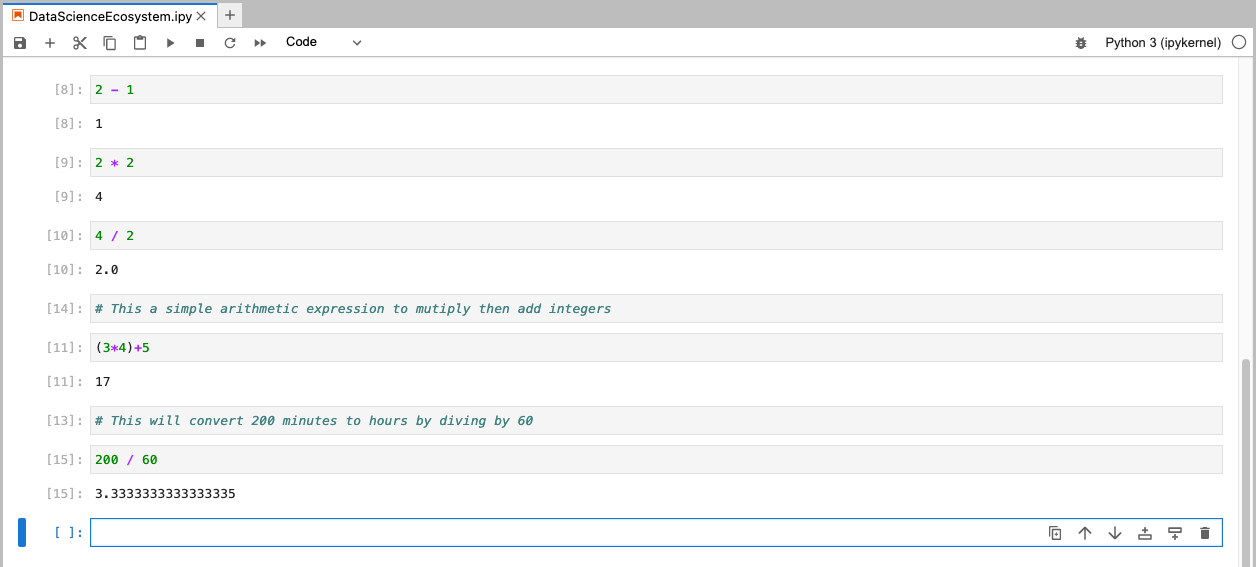 DataScienceEcosystem.ipy
Code
Python 3 (ipykernel)
[8]: 2 - 1
[8]: 1
[9]: 2 * 2
[9]: 4
[10]: 4 / 2
[10]: 2.0
[14]: # This a simple arithmetic expression to mutiply then add integers
[11]: (3*4)+5
[11]: 17
[13]: # This will convert 200 minutes to hours by diving by 60
[15]: 200 / 60
[15]: 3.3333333333333335
[ ]: